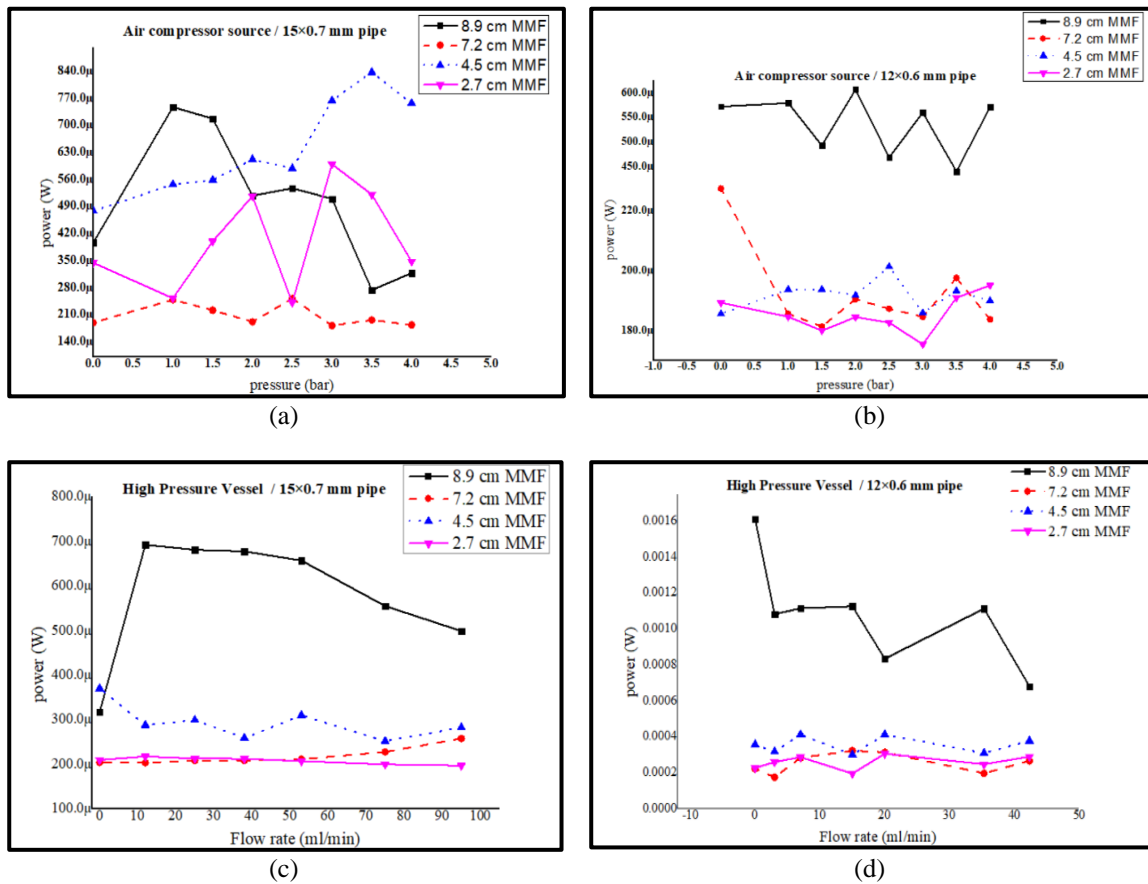 Air compressor source / 15×0.7 mm pipe
8.9 cm MMF
7.2 cm MMF
4.5 cm MMF
2.7 cm MMF
840.0μ
770.0μ
700.0μ
630.0μ
560.0μ
490.0μ
420.0μ
350.0μ
280.0μ
210.0μ
140.0μ
power (W)
0.0 0.5 1.0 1.5 2.0 2.5 3.0 3.5 4.0 4.5 5.0
pressure (bar)
(a)
8.9 cm MMF
7.2 cm MMF
4.5 cm MMF
2.7 cm MMF
Air compressor source / 12×0.6 mm pipe
600.0μ
550.0μ
500.0μ
450.0μ
220.0μ
200.0μ
180.0μ
power (W)
-1.0 -0.5 0.0 0.5 1.0 1.5 2.0 2.5 3.0 3.5 4.0 4.5 5.0
pressure (bar)
(b)
8.9 cm MMF
7.2 cm MMF
4.5 cm MMF
2.7 cm MMF
High Pressure Vessel / 15×0.7 mm pipe
800.0μ
700.0μ
600.0μ
500.0μ
400.0μ
300.0μ
200.0μ
100.0μ
power (W)
0 10 20 30 40 50 60 70 80 90 100
Flow rate (ml/min)
(c)
8.9 cm MMF
7.2 cm MMF
4.5 cm MMF
2.7 cm MMF
High Pressure Vessel / 12×0.6 mm pipe
0.0016
0.0014
0.0012
0.0010
0.0008
0.0006
0.0004
0.0002
0.0000
power (W)
-10 0 10 20 30 40 50
Flow rate (ml/min)
(d)